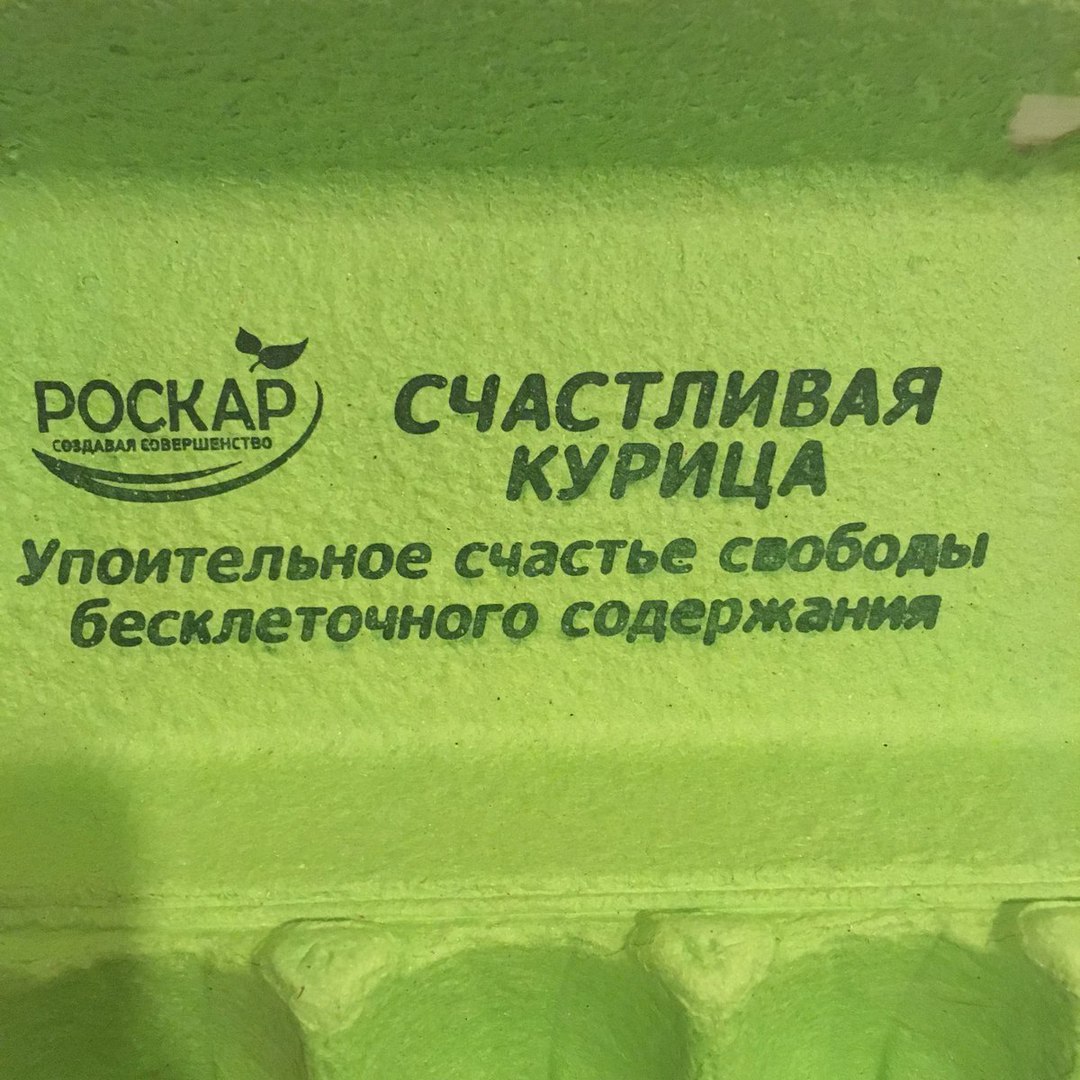 РОСКАР
СОЗДАВАЯ СОВЕРШЕНСТВО
СЧАСТЛИВАЯ
КУРИЦА
Упоительное счастье свободы
бесклеточного содержания